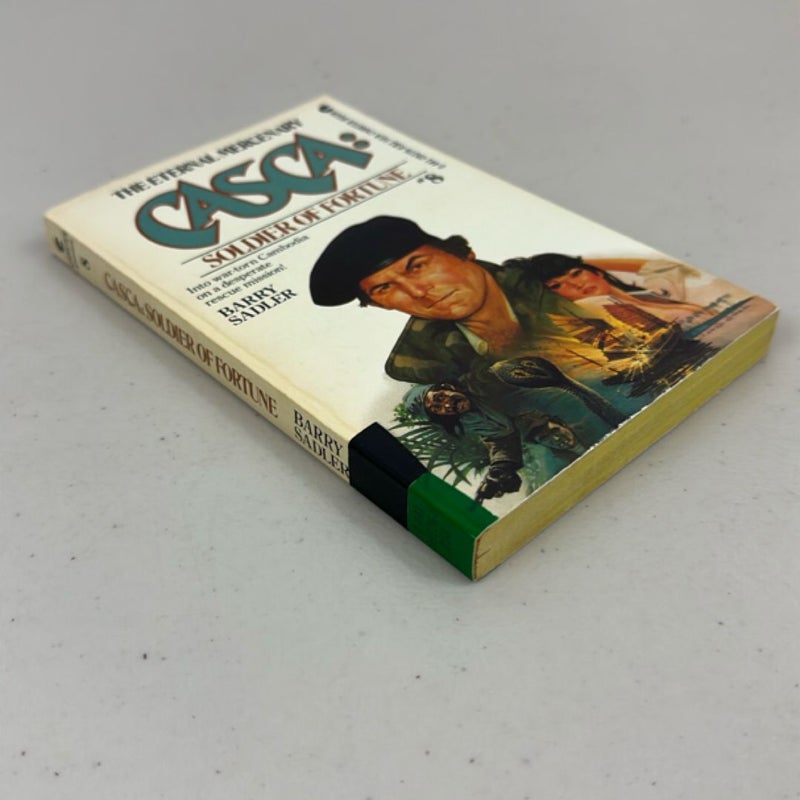 THE ETERNAL MERCENARY
CASCA:
SOLDIER OF FORTUNE
#8
Into war-torn Cambodia
on a desperate
rescue mission!
BARRY
SADLER
8
CASCA: SOLDIER OF FORTUNE
BARRY
SADLER